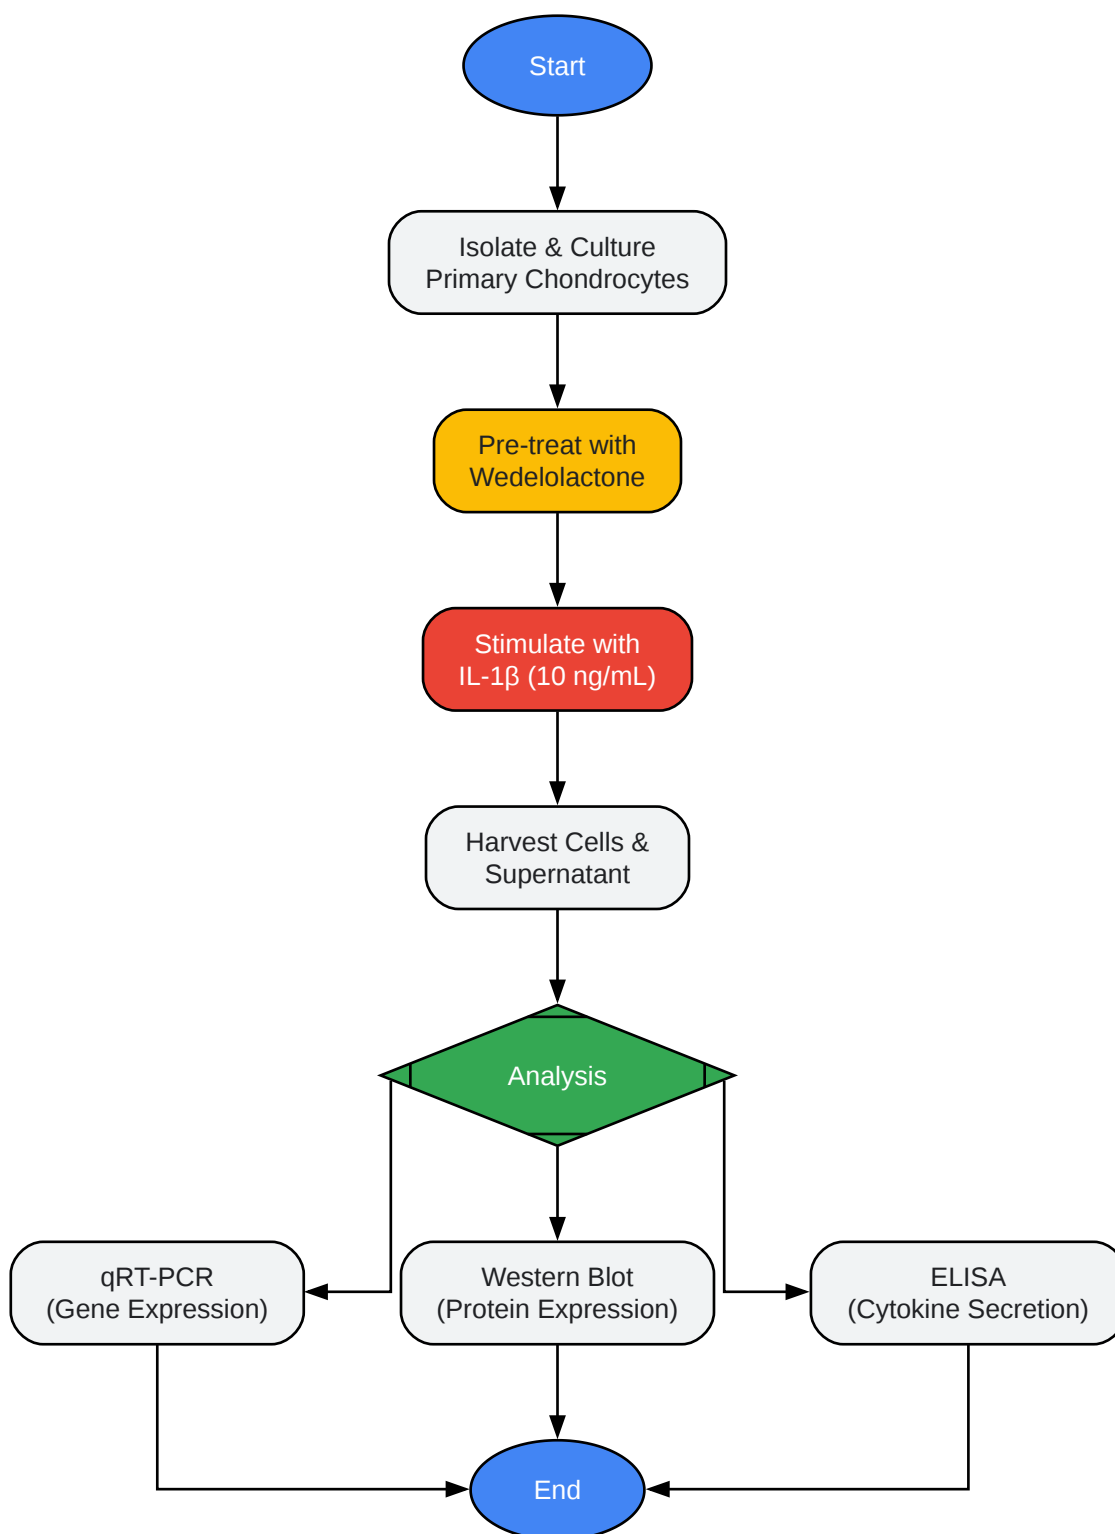 Start
Isolate & Culture
Primary Chondrocytes
Pre-treat with
Wedelolactone
Stimulate with
IL-1β (10 ng/mL)
Harvest Cells &
Supernatant
Analysis
qRT-PCR
(Gene Expression)
Western Blot
(Protein Expression)
ELISA
(Cytokine Secretion)
End